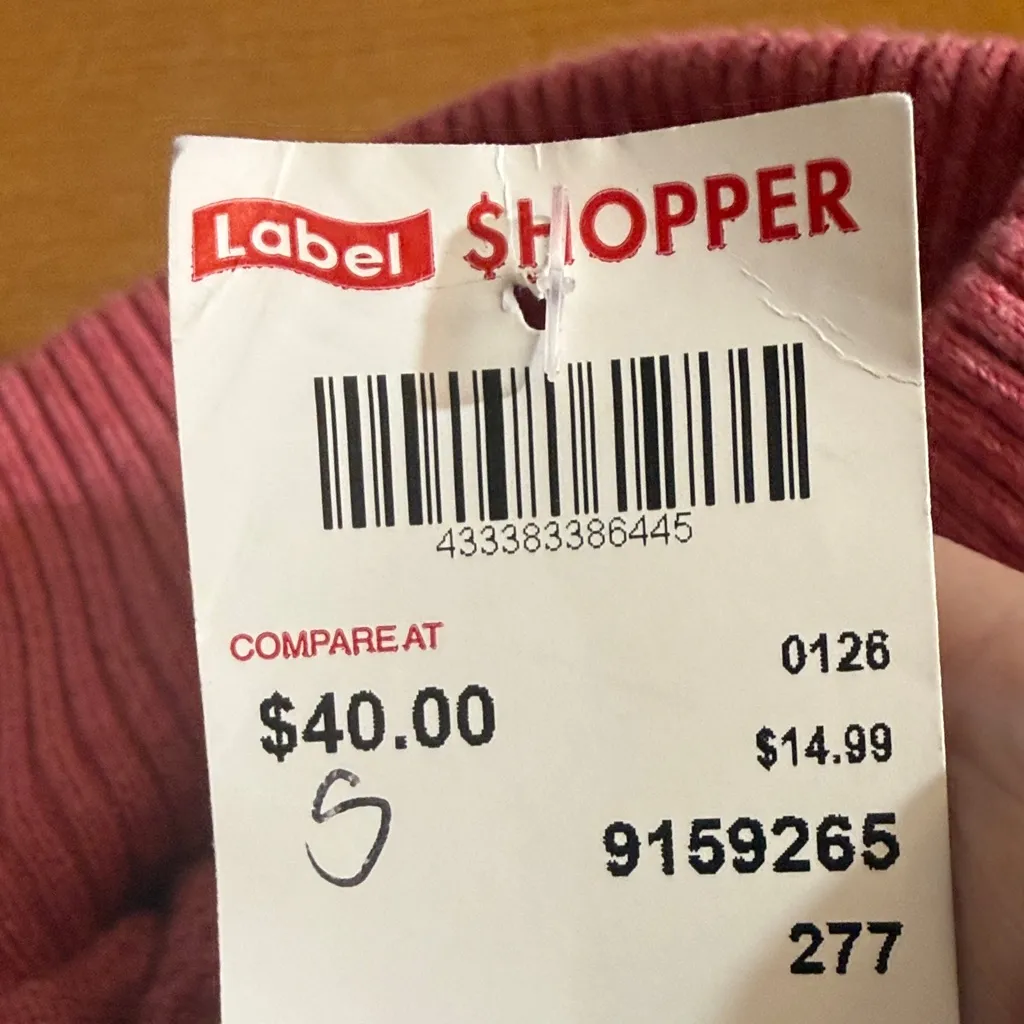 Label $HOPPER
433383386445
COMPARE AT
$40.00
S
0126
$14.99
9159265
277